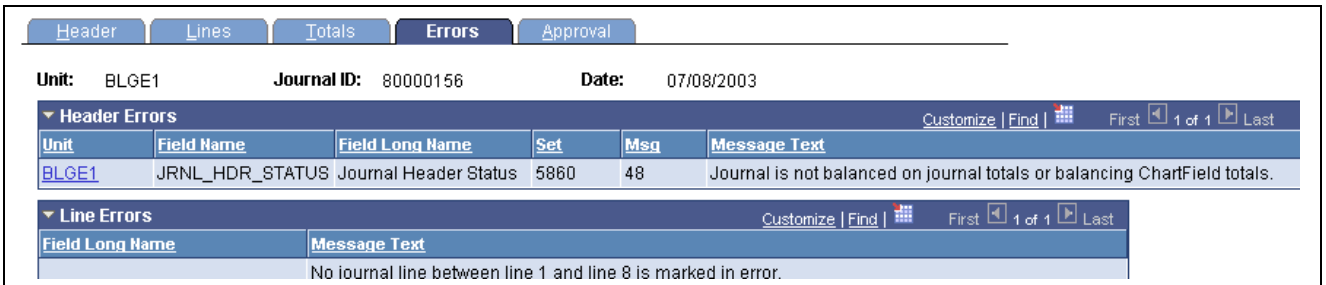 Header Lines Totals Errors Approval
Unit: BLGE1 Journal ID: 80000156 Date: 07/08/2003
Header Errors Customize | Find | First 1 of 1 Last
Unit Field Name Field Long Name Set Msg Message Text
BLGE1 JRNL_HDR_STATUS Journal Header Status 5860 48 Journal is not balanced on journal totals or balancing ChartField totals.
Line Errors Customize | Find | First 1 of 1 Last
Field Long Name Message Text
No journal line between line 1 and line 8 is marked in error.